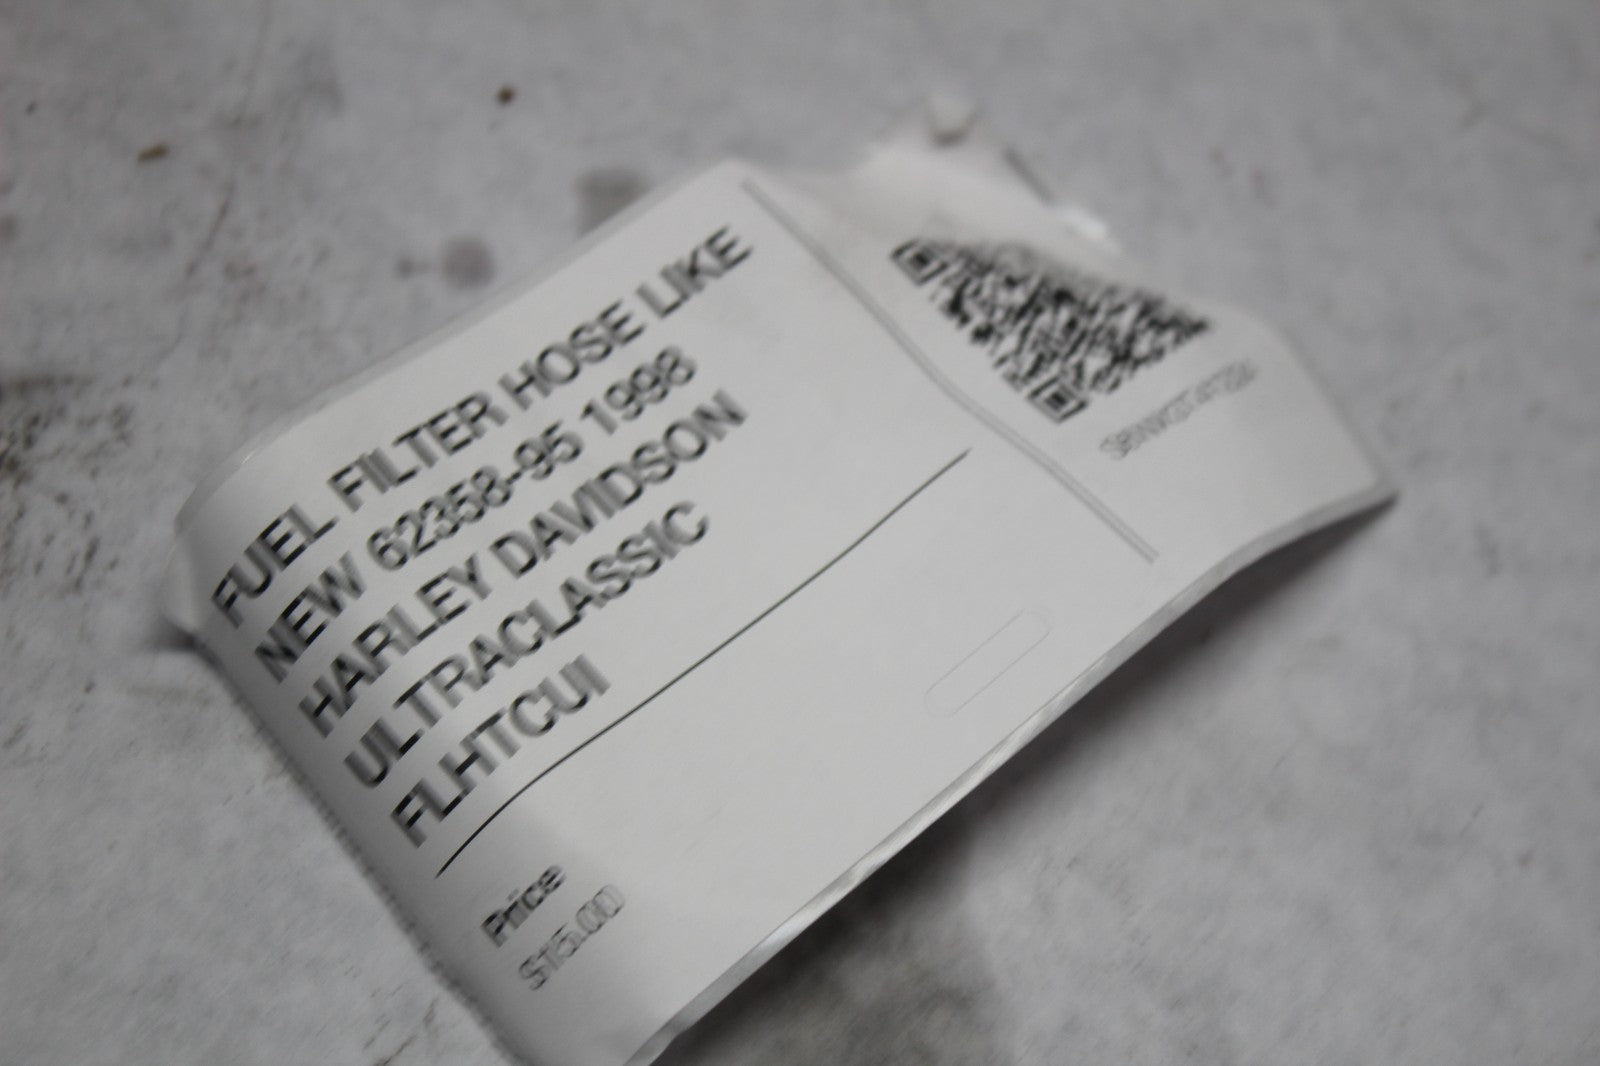 FUEL FILTER HOSE LIKE
NEW 62358-95 1998
HARLEY DAVIDSON
ULTRACLASSIC
FLHTCUI
Price
$15.00